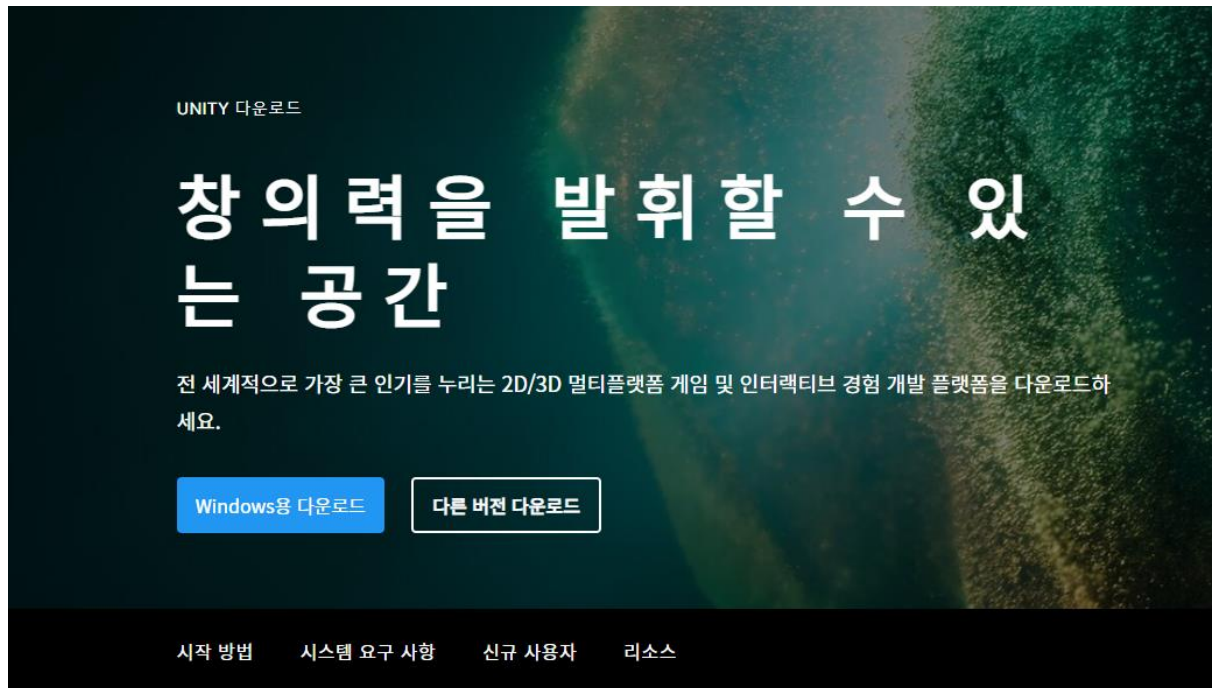 UNITY 다운로드
창의력을 발휘할 수 있
는 공간
전 세계적으로 가장 큰 인기를 누리는 2D/3D 멀티플랫폼 게임 및 인터랙티브 경험 개발 플랫폼을 다운로드하
세요.
Windows용 다운로드 다른 버전 다운로드
시작 방법 시스템 요구 사항 신규 사용자 리소스